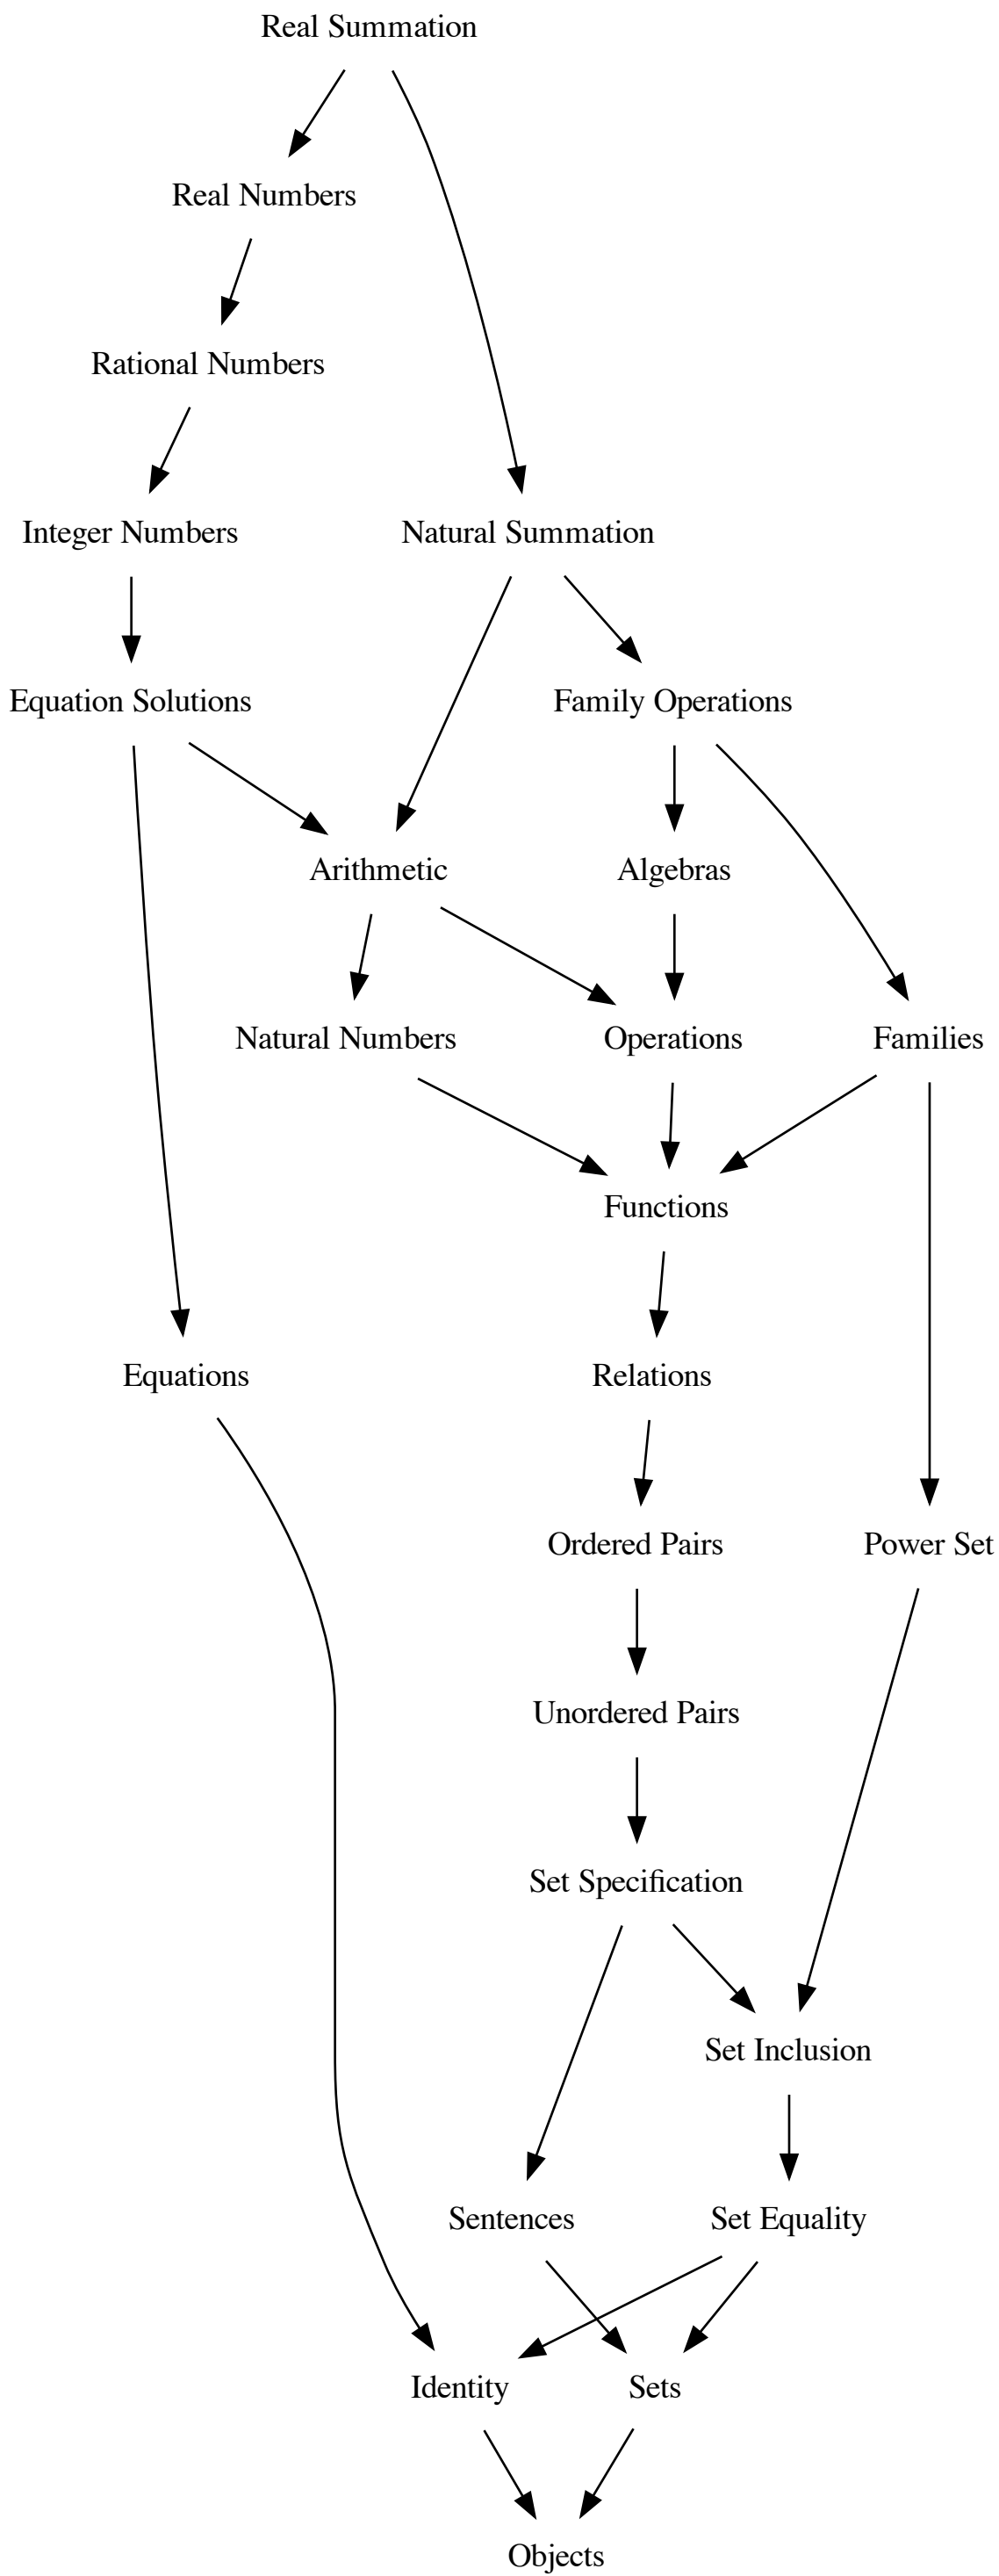 Real Summation
Real Numbers
Rational Numbers
Integer Numbers
Natural Summation
Equation Solutions
Family Operations
Arithmetic
Algebras
Natural Numbers
Operations
Families
Functions
Equations
Relations
Ordered Pairs
Power Set
Unordered Pairs
Set Specification
Set Inclusion
Sentences
Set Equality
Identity
Sets
Objects